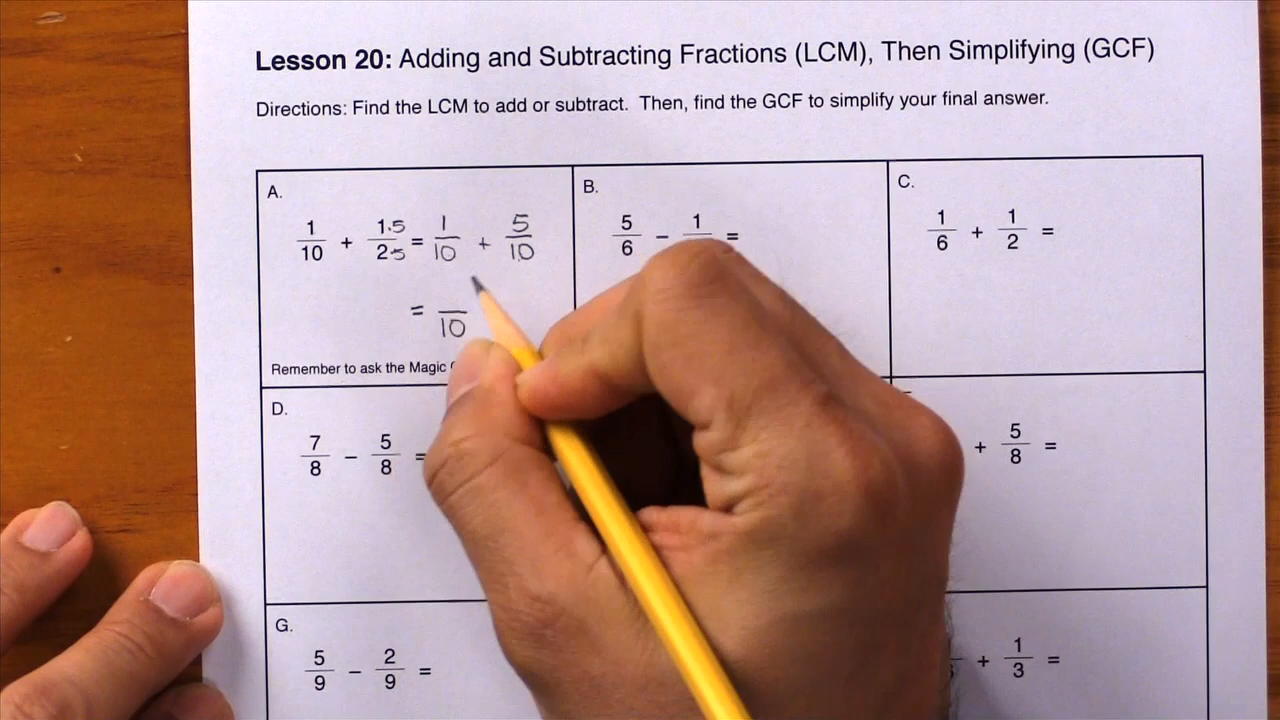 Lesson 20: Adding and Subtracting Fractions (LCM), Then Simplifying (GCF)
Directions: Find the LCM to add or subtract. Then, find the GCF to simplify your final answer.
A.
1/10 + 1·5/2·5 = 1/10 + 5/10
= /10
Remember to ask the Magic
B.
5/6 − 1/ =
C.
1/6 + 1/2 =
D.
7/8 − 5/8 =
+ 5/8 =
G.
5/9 − 2/9 =
+ 1/3 =